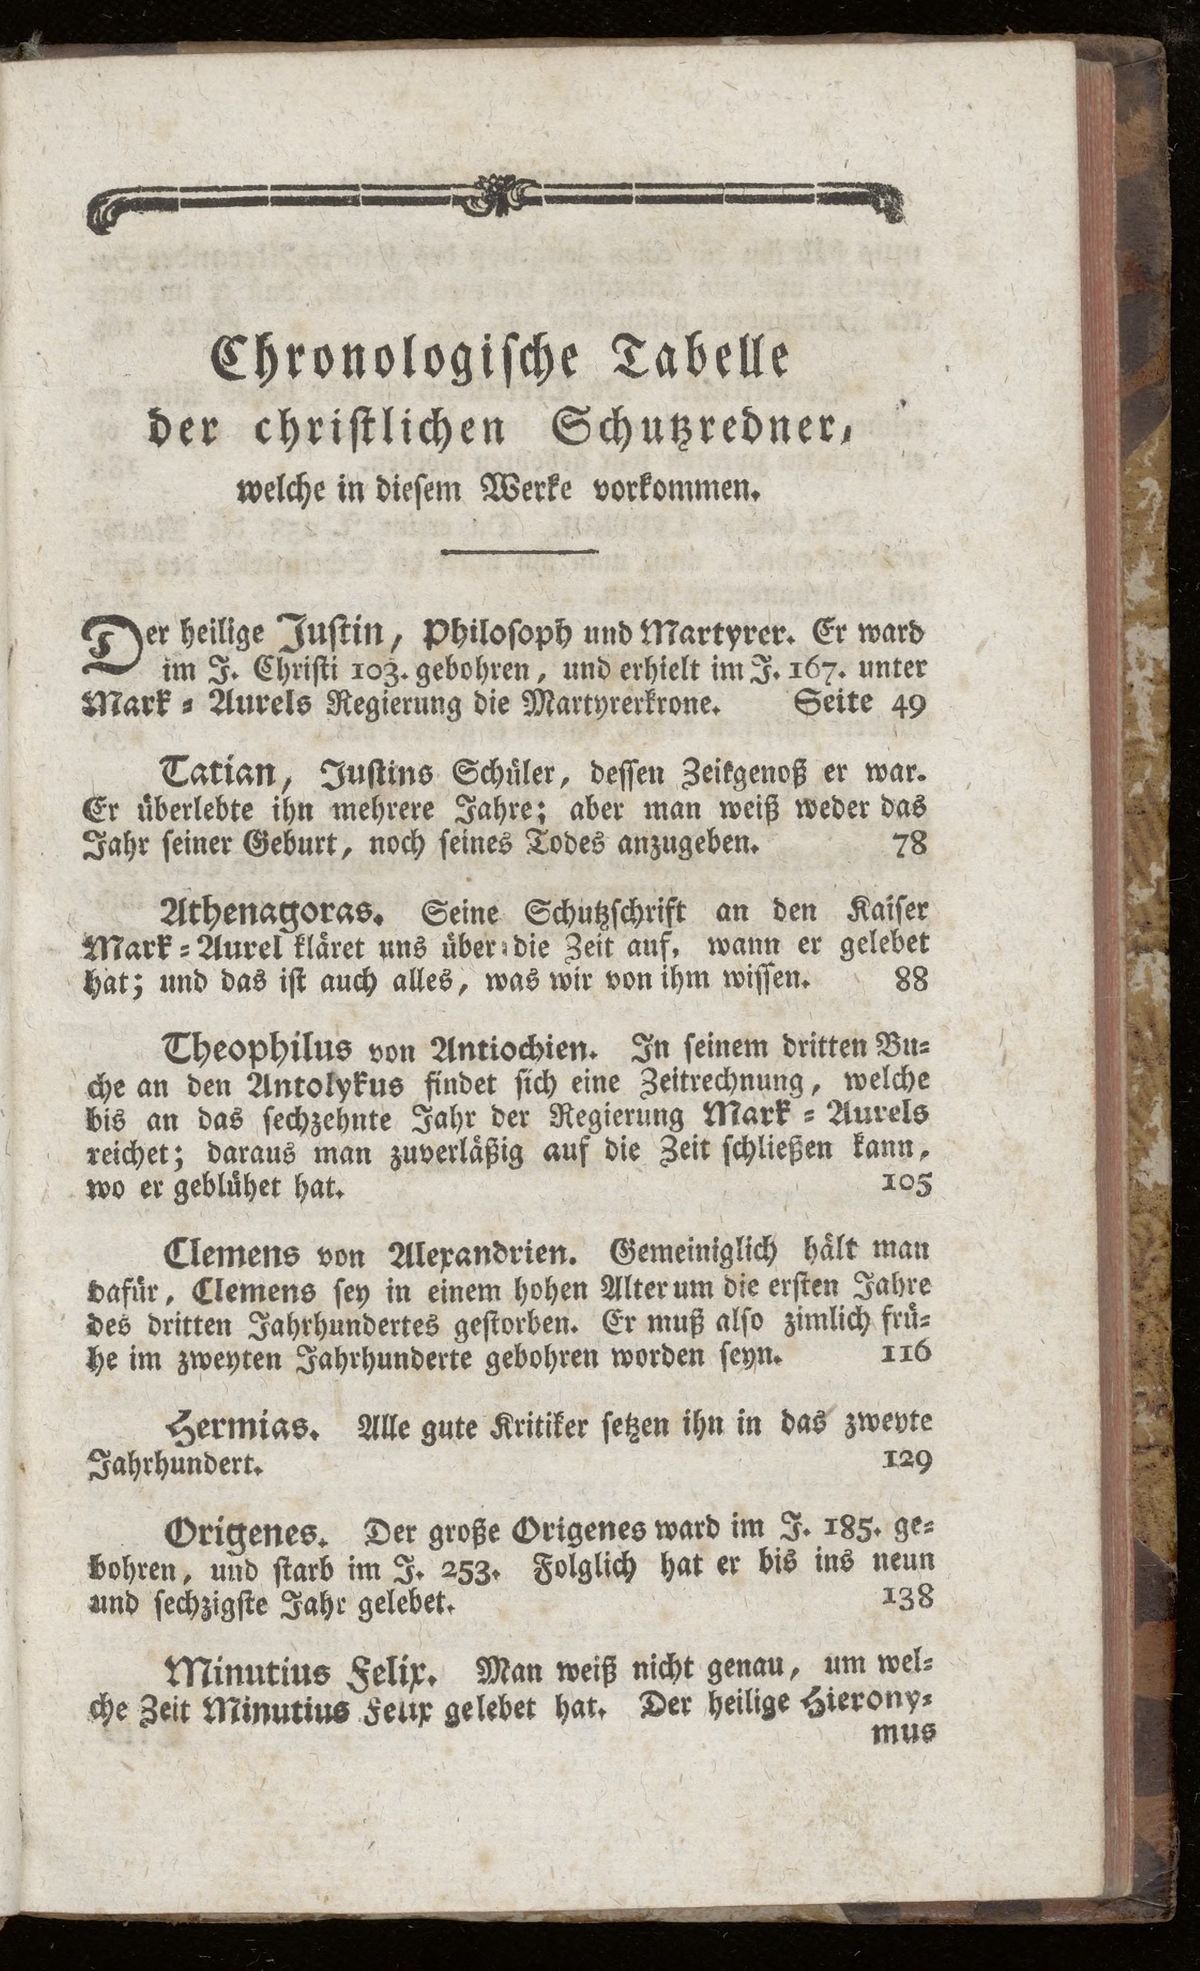 Chronologische Tabelle
der christlichen Schutzredner,
welche in diesem Werke vorkommen.
Der heilige Justin, Philosoph und Martyrer. Er ward
im J. Christi 103. gebohren, und erhielt im J. 167. unter
Mark-Aurels Regierung die Martyrerkrone. Seite 49
Tatian, Justins Schüler, dessen Zeitgenoß er war.
Er überlebte ihn mehrere Jahre; aber man weiß weder das
Jahr seiner Geburt, noch seines Todes anzugeben. 78
Athenagoras. Seine Schutzschrift an den Kaiser
Mark-Aurel kläret uns über die Zeit auf, wann er gelebet
hat; und das ist auch alles, was wir von ihm wissen. 88
Theophilus von Antiochien. In seinem dritten Bu-
che an den Antolykus findet sich eine Zeitrechnung, welche
bis an das sechzehnte Jahr der Regierung Mark-Aurels
reichet; daraus man zuverläßig auf die Zeit schließen kann,
wo er geblühet hat. 105
Clemens von Alexandrien. Gemeiniglich hält man
dafür, Clemens sey in einem hohen Alter um die ersten Jahre
des dritten Jahrhundertes gestorben. Er muß also zimlich frü-
he im zweyten Jahrhunderte gebohren worden seyn. 116
Hermias. Alle gute Kritiker setzen ihn in das zweyte
Jahrhundert. 129
Origenes. Der große Origenes ward im J. 185. ge-
bohren, und starb im J. 253. Folglich hat er bis ins neun
und sechzigste Jahr gelebet. 138
Minutius Felix. Man weiß nicht genau, um wel-
che Zeit Minutius Felix gelebet hat. Der heilige Hierony-
mus